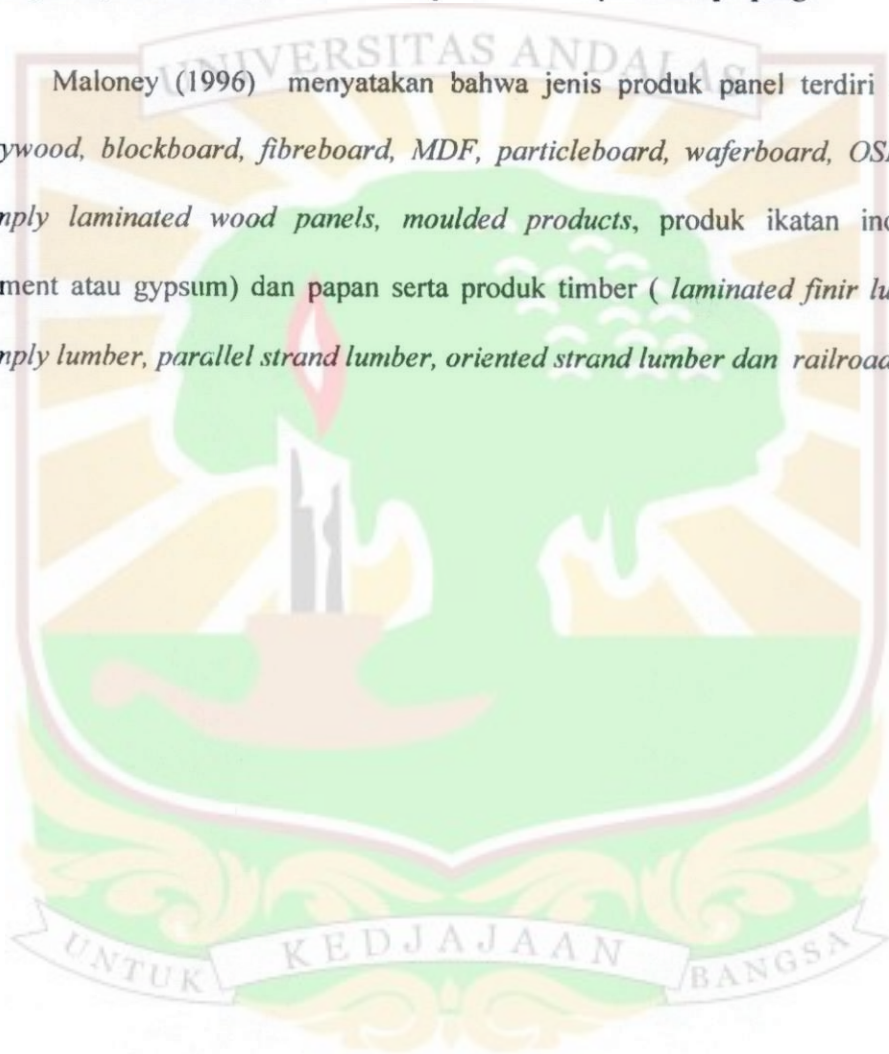 UNIVERSITAS ANDALAS
Maloney (1996) menyatakan bahwa jenis produk panel terdiri
ywood, blockboard, fibreboard, MDF, particleboard, waferboard, OS
nply laminated wood panels, moulded products, produk ikatan ino
ment atau gypsum) dan papan serta produk timber ( laminated finir lu
nply lumber, parallel strand lumber, oriented strand lumber dan railroad
UNTUK KEDJAJAAN BANGSA